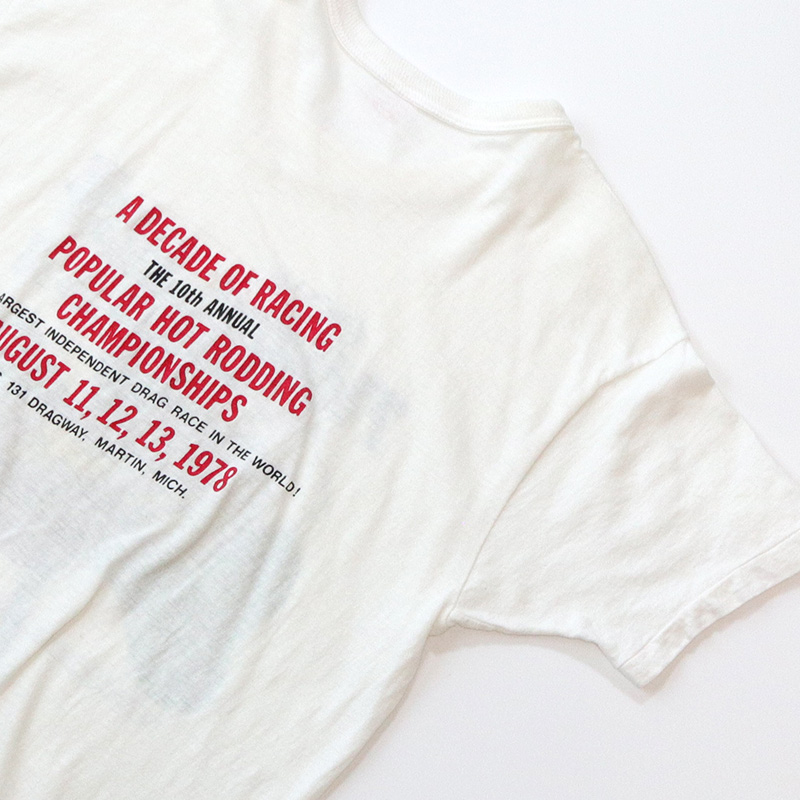 A DECADE OF RACING
THE 10th ANNUAL
POPULAR HOT RODDING
CHAMPIONSHIPS
INDEPENDENT DRAG RACE IN THE WORLD!
11, 12, 13, 1978
131 DRAGWAY, MARTIN, MICH.